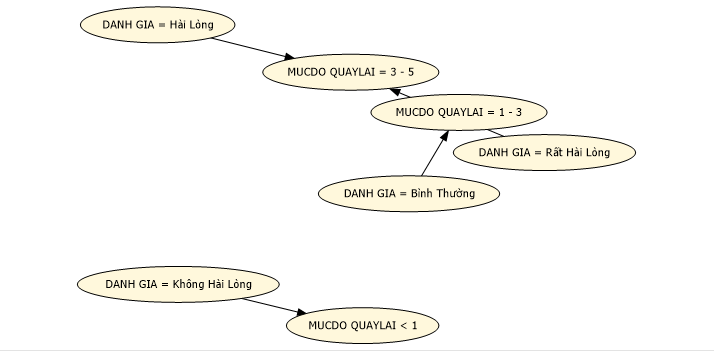 DANH GIA = Hài Lòng
MUCDO QUAYLAI = 3 - 5
MUCDO QUAYLAI = 1 - 3
DANH GIA = Rất Hài Lòng
DANH GIA = Bình Thường
DANH GIA = Không Hài Lòng
MUCDO QUAYLAI < 1